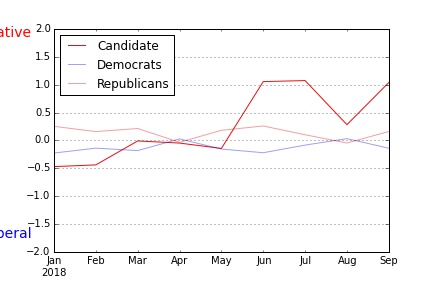 2.0
ative
Candidate
Democrats
Republicans
1.5
1.0
0.5
0.0
−0.5
−1.0
−1.5
beral
−2.0
Jan Feb Mar Apr May Jun Jul Aug Sep
2018